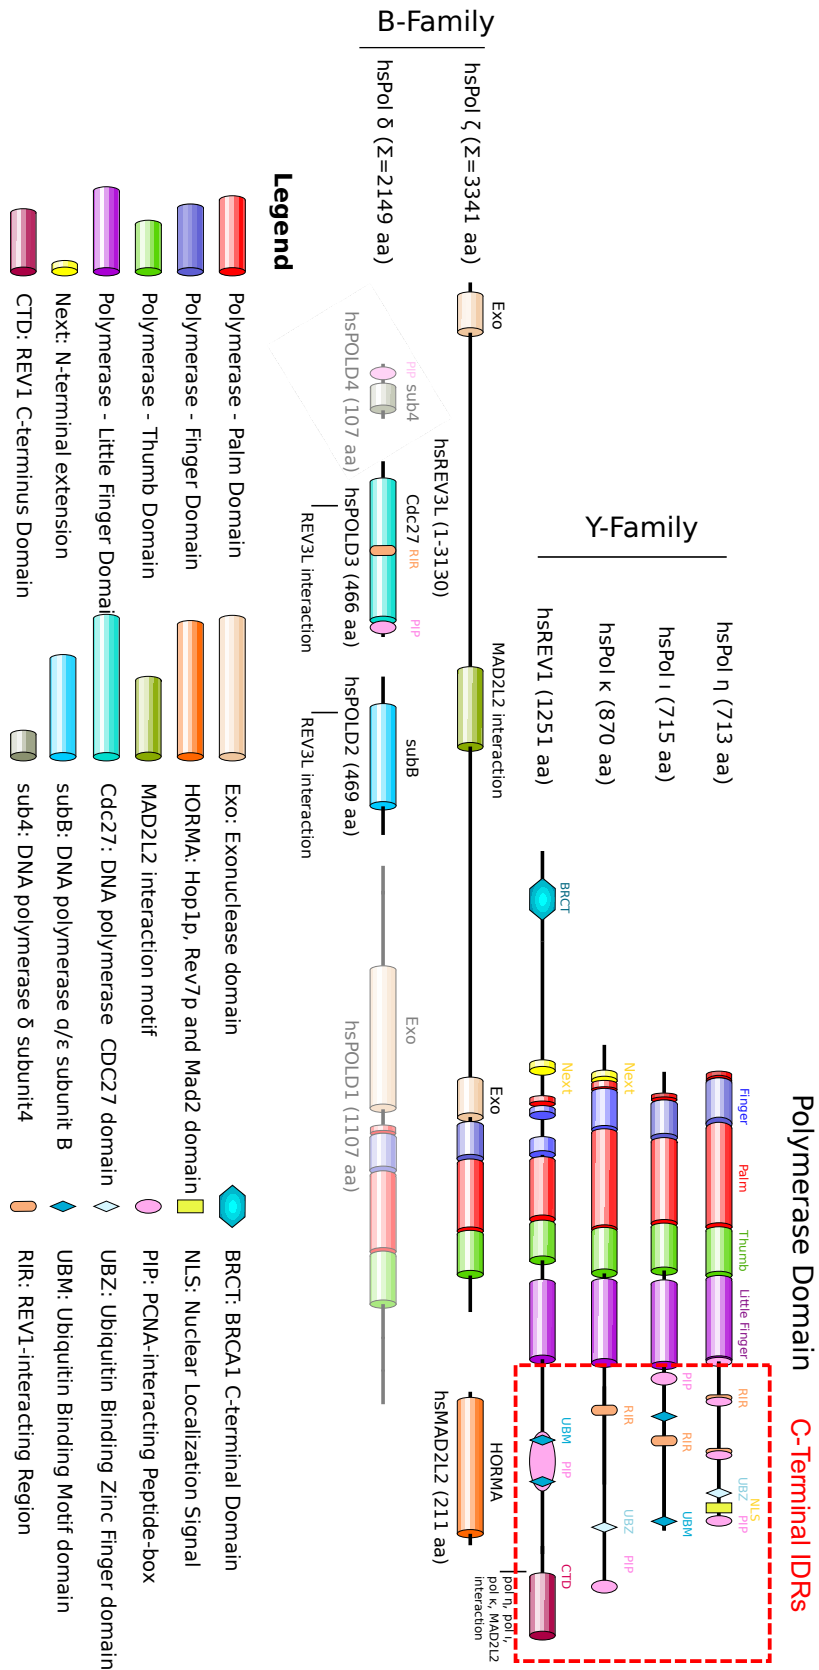 Polymerase Domain
C-Terminal IDRs
Y-Family
hsPol η (713 aa)
Finger
Palm
Thumb
Little Finger
RIR
UBZ
NLS
PIP
hsPol ι (715 aa)
PIP
RIR
UBM
hsPol κ (870 aa)
Next
RIR
UBZ
PIP
hsREV1 (1251 aa)
BRCT
Next
UBM
PIP
CTD
pol η, pol ι,
pol κ, MAD2L2
interaction
B-Family
hsPol ζ (Σ=3341 aa)
Exo
MAD2L2 interaction
Exo
HORMA
hsREV3L (1-3130)
hsMAD2L2 (211 aa)
hsPol δ (Σ=2149 aa)
PIP
sub4
Cdc27
RIR
PIP
subB
Exo
hsPOLD4 (107 aa)
hsPOLD3 (466 aa)
hsPOLD2 (469 aa)
hsPOLD1 (1107 aa)
REV3L interaction
REV3L interaction
Legend
Polymerase - Palm Domain
Polymerase - Finger Domain
Polymerase - Thumb Domain
Polymerase - Little Finger Domai
Next: N-terminal extension
CTD: REV1 C-terminus Domain
Exo: Exonuclease domain
HORMA: Hop1p, Rev7p and Mad2 domain
MAD2L2 interaction motif
Cdc27: DNA polymerase CDC27 domain
subB: DNA polymerase α/ε subunit B
sub4: DNA polymerase δ subunit4
BRCT: BRCA1 C-terminal Domain
NLS: Nuclear Localization Signal
PIP: PCNA-interacting Peptide-box
UBZ: Ubiquitin Binding Zinc Finger domain
UBM: Ubiquitin Binding Motif domain
RIR: REV1-interacting Region